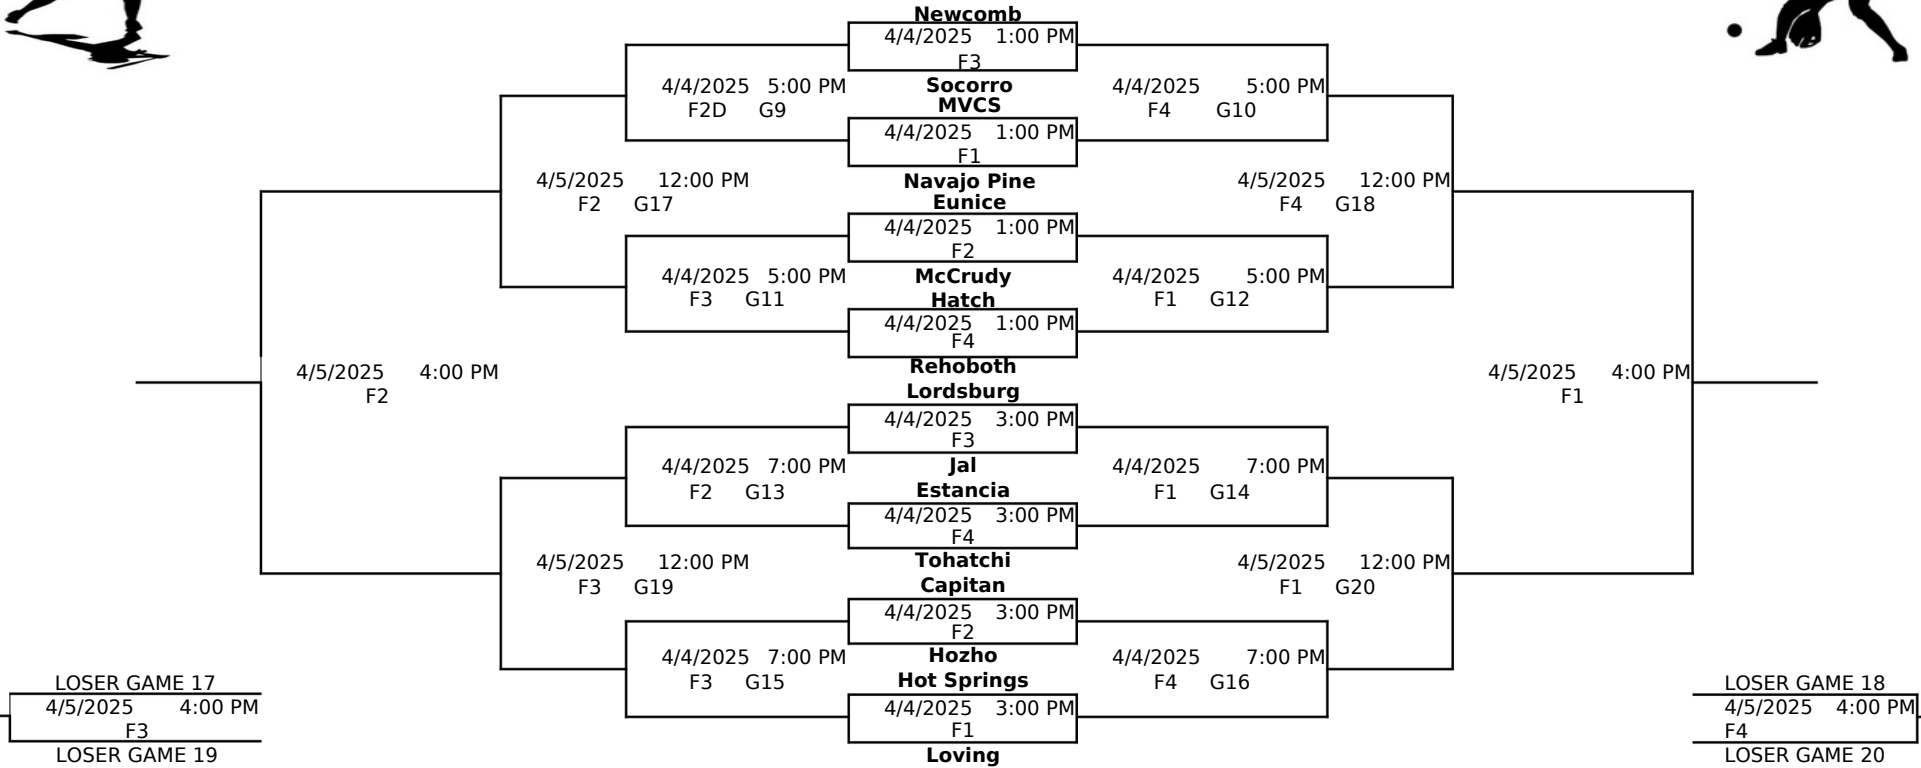 Newcomb
4/4/2025 1:00 PM
F3
4/4/2025 5:00 PM
F2D G9
Socorro
MVCS
4/4/2025 5:00 PM
F4 G10
4/4/2025 1:00 PM
F1
4/5/2025 12:00 PM
F2 G17
Navajo Pine
Eunice
4/5/2025 12:00 PM
F4 G18
4/4/2025 1:00 PM
F2
4/4/2025 5:00 PM
F3 G11
McCrudy
Hatch
4/4/2025 5:00 PM
F1 G12
4/4/2025 1:00 PM
F4
4/5/2025 4:00 PM
F2
Rehoboth
Lordsburg
4/5/2025 4:00 PM
F1
4/4/2025 3:00 PM
F3
4/4/2025 7:00 PM
F2 G13
Jal
Estancia
4/4/2025 7:00 PM
F1 G14
4/4/2025 3:00 PM
F4
4/5/2025 12:00 PM
F3 G19
Tohatchi
Capitan
4/5/2025 12:00 PM
F1 G20
4/4/2025 3:00 PM
F2
4/4/2025 7:00 PM
F3 G15
Hozho
Hot Springs
4/4/2025 7:00 PM
F4 G16
LOSER GAME 17
4/5/2025 4:00 PM
F3
LOSER GAME 19
4/4/2025 3:00 PM
F1
Loving
LOSER GAME 18
4/5/2025 4:00 PM
F4
LOSER GAME 20